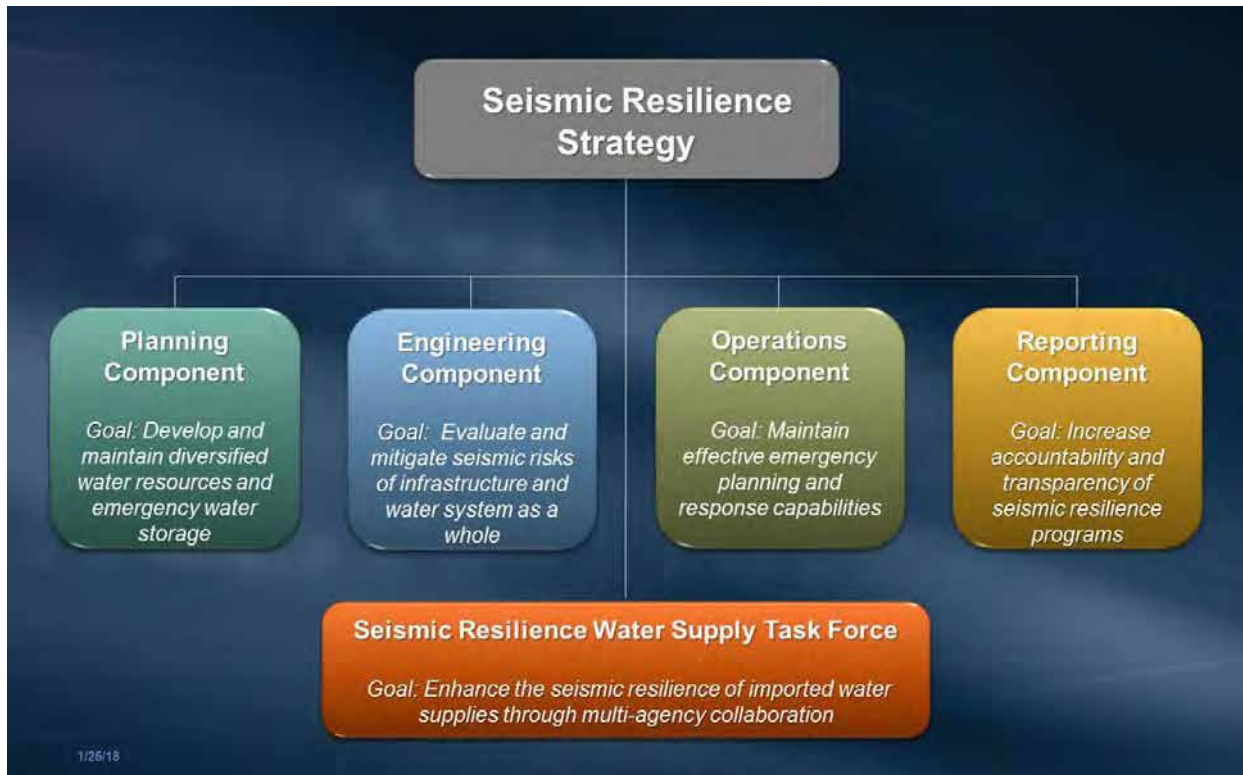 Seismic Resilience
Strategy
Planning
Component
Goal: Develop and
maintain diversified
water resources and
emergency water
storage
Engineering
Component
Goal: Evaluate and
mitigate seismic risks
of infrastructure and
water system as a
whole
Operations
Component
Goal: Maintain
effective emergency
planning and
response capabilities
Reporting
Component
Goal: Increase
accountability and
transparency of
seismic resilience
programs
Seismic Resilience Water Supply Task Force
Goal: Enhance the seismic resilience of imported water
supplies through multi-agency collaboration
1/26/18